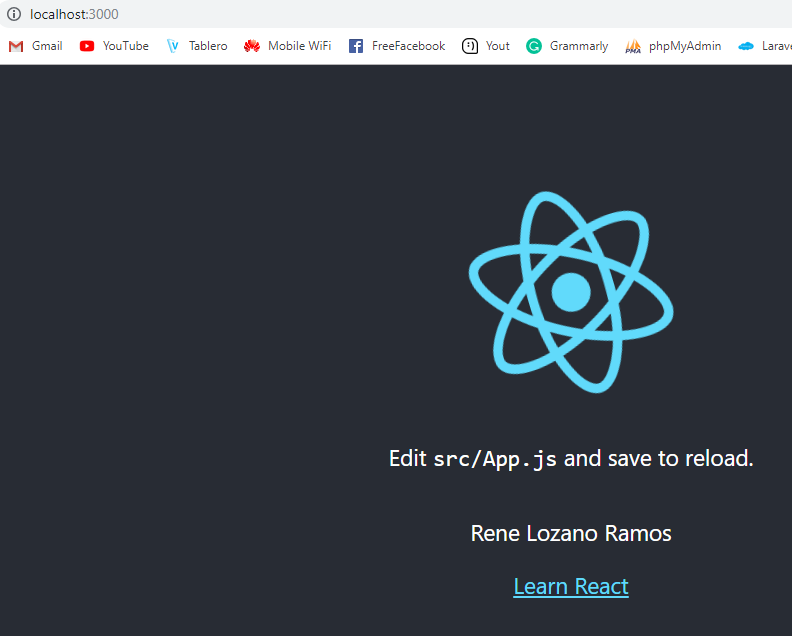 localhost:3000
Gmail YouTube Tablero Mobile WiFi FreeFacebook Yout Grammarly phpMyAdmin Larave
Edit src/App.js and save to reload.
Rene Lozano Ramos
Learn React